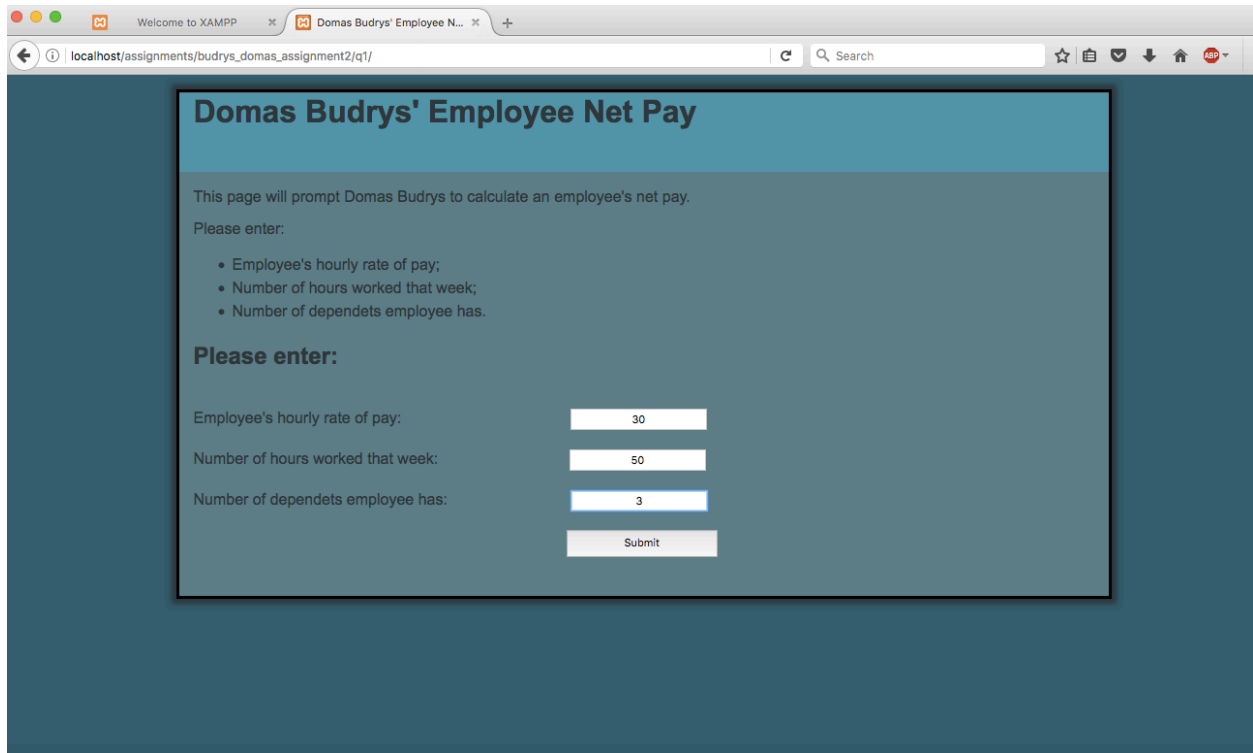 Welcome to XAMPP
Domas Budrys' Employee N...
localhost/assignments/budrys_domas_assignment2/q1/
Search
ABP
Domas Budrys' Employee Net Pay
This page will prompt Domas Budrys to calculate an employee's net pay.
Please enter:
• Employee's hourly rate of pay;
• Number of hours worked that week;
• Number of dependets employee has.
Please enter:
Employee's hourly rate of pay: 30
Number of hours worked that week: 50
Number of dependets employee has: 3
Submit